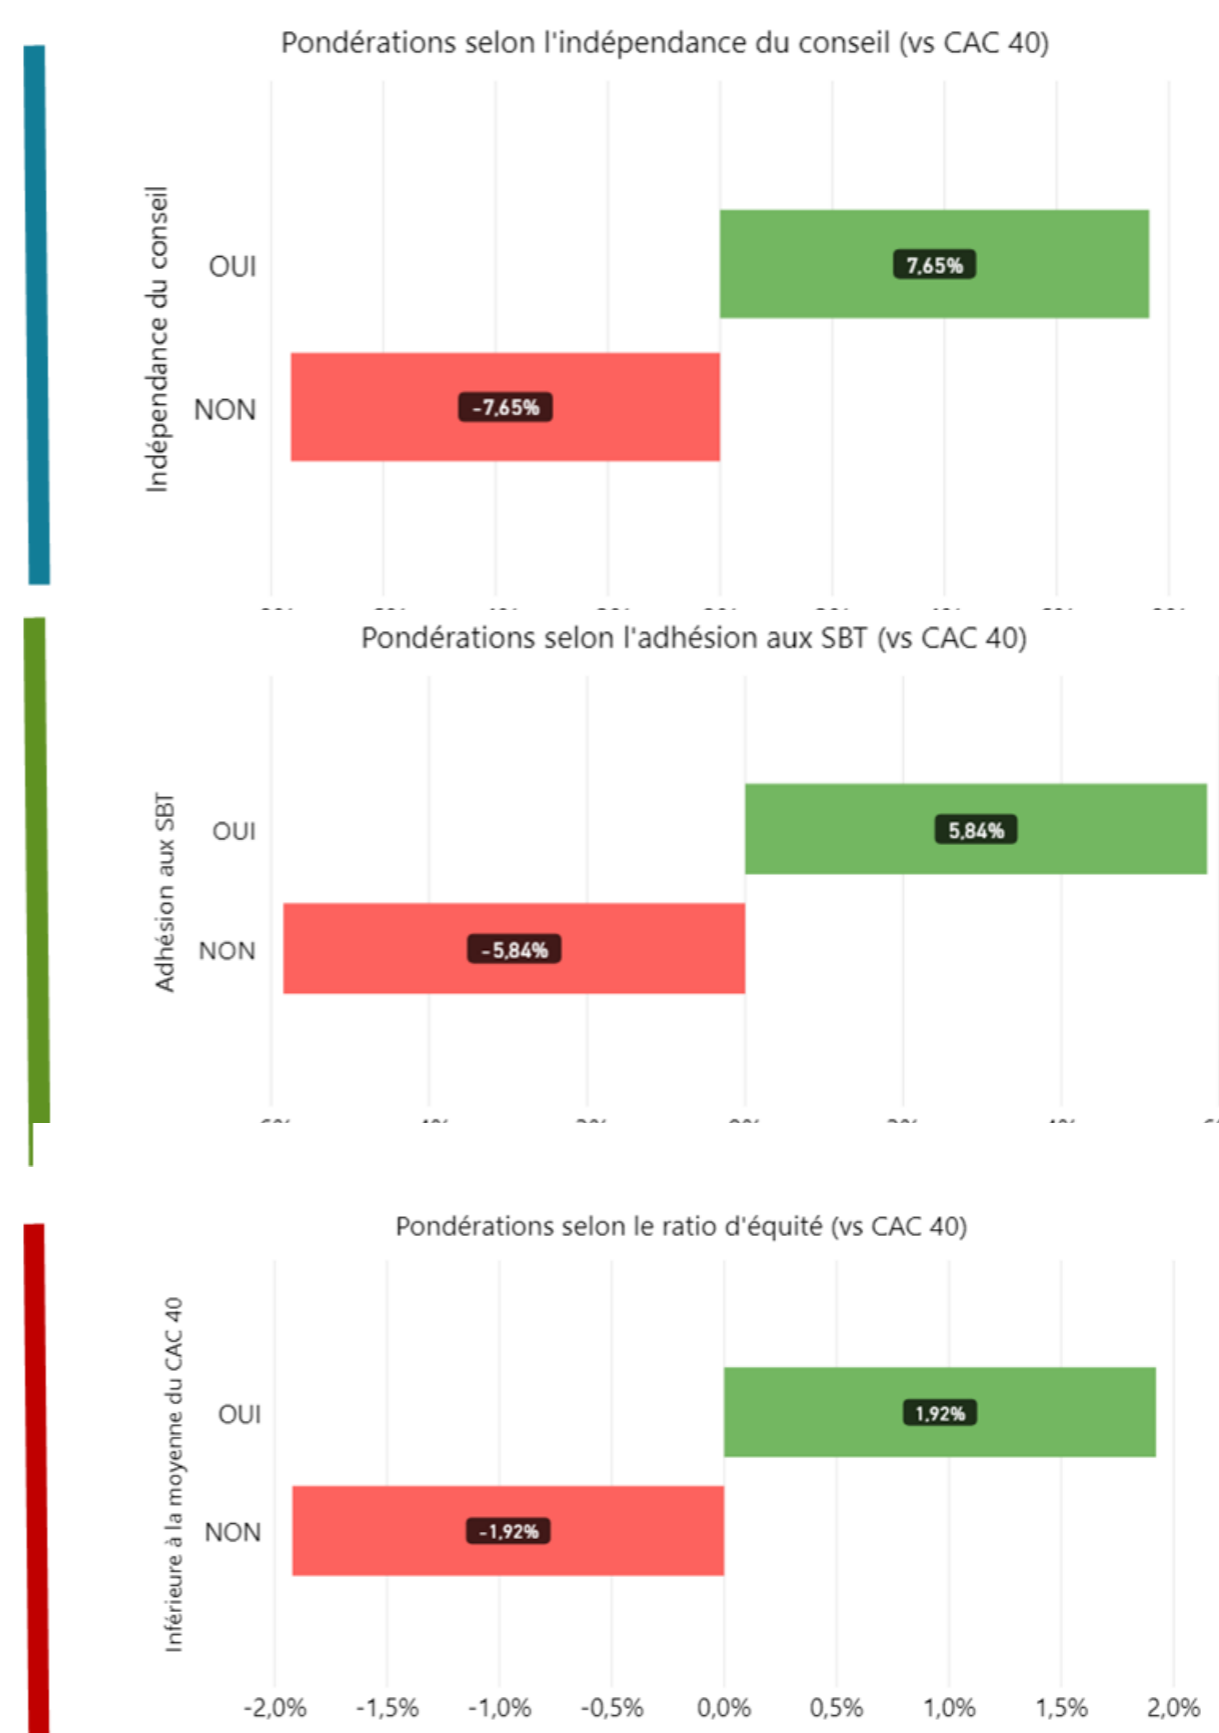 Pondérations selon l'indépendance du conseil (vs CAC 40)
Indépendance du conseil
OUI
7,65%
NON
-7,65%
Pondérations selon l'adhésion aux SBT (vs CAC 40)
Adhésion aux SBT
OUI
5,84%
NON
-5,84%
Pondérations selon le ratio d'équité (vs CAC 40)
Inférieure à la moyenne du CAC 40
OUI
1,92%
NON
-1,92%
-2,0% -1,5% -1,0% -0,5% 0,0% 0,5% 1,0% 1,5% 2,0%